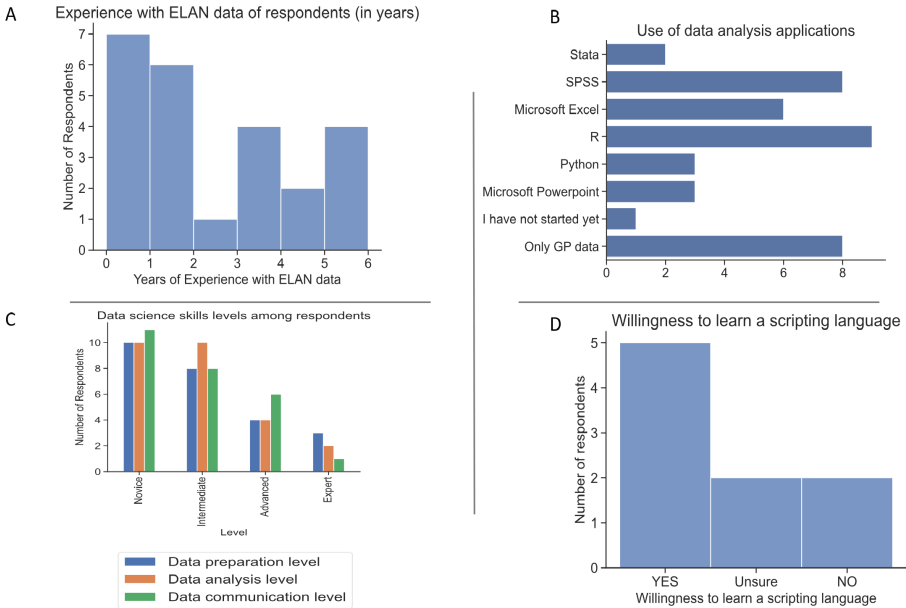 A
Experience with ELAN data of respondents (in years)
7
6
5
4
3
2
1
0
Number of Respondents
0 1 2 3 4 5 6
Years of Experience with ELAN data
B
Use of data analysis applications
Stata
SPSS
Microsoft Excel
R
Python
Microsoft Powerpoint
I have not started yet
Only GP data
0 2 4 6 8
C
Data science skills levels among respondents
10
8
6
4
2
0
Number of Respondents
Novice
Intermediate
Advanced
Expert
Level
Data preparation level
Data analysis level
Data communication level
D
Willingness to learn a scripting language
5
4
3
2
1
0
Number of respondents
YES Unsure NO
Willingness to learn a scripting language